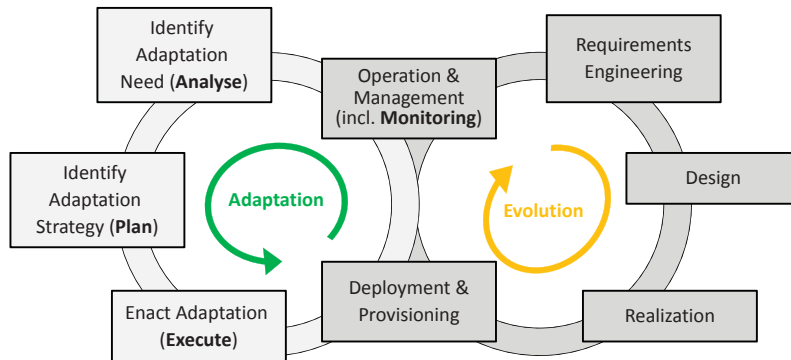 Identify
Adaptation
Need (Analyse)
Operation &
Management
(incl. Monitoring)
Requirements
Engineering
Identify
Adaptation
Strategy (Plan)
Adaptation
Evolution
Design
Enact Adaptation
(Execute)
Deployment &
Provisioning
Realization